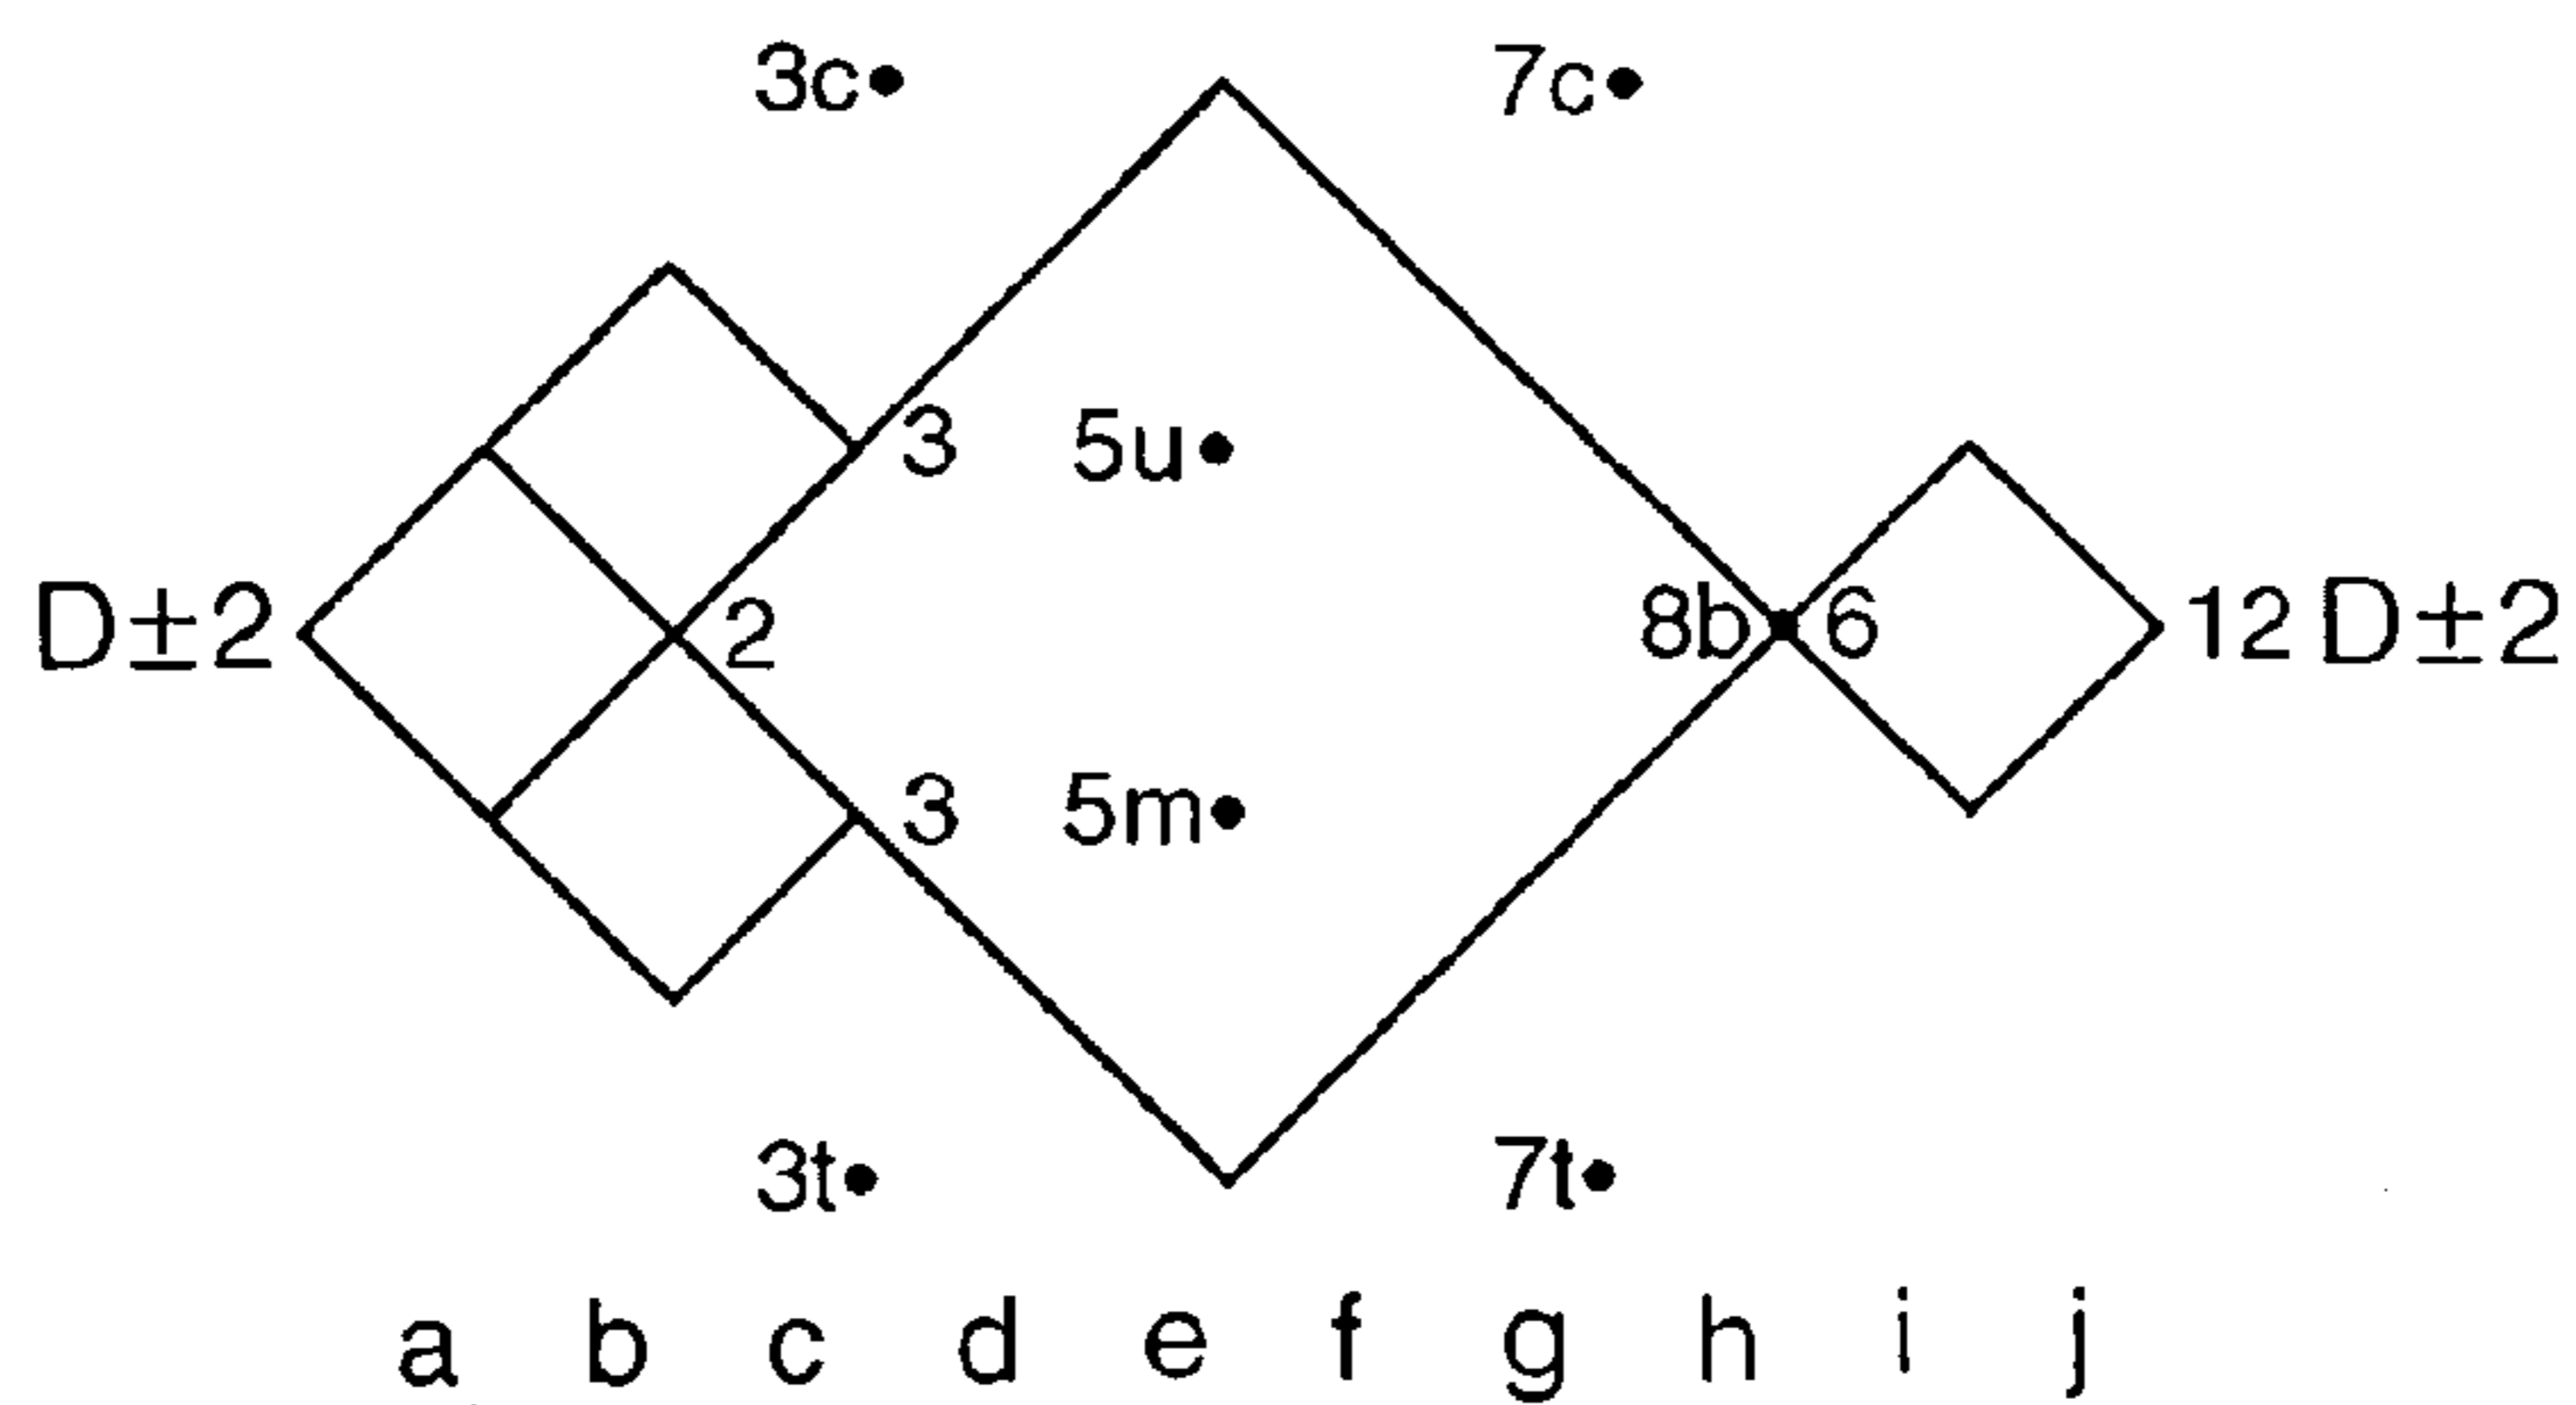 3c• 7c•
3 5u•
D±2 2 8b 6 12 D±2
3 5m•
3t• 7t•
a b c d e f g h i j